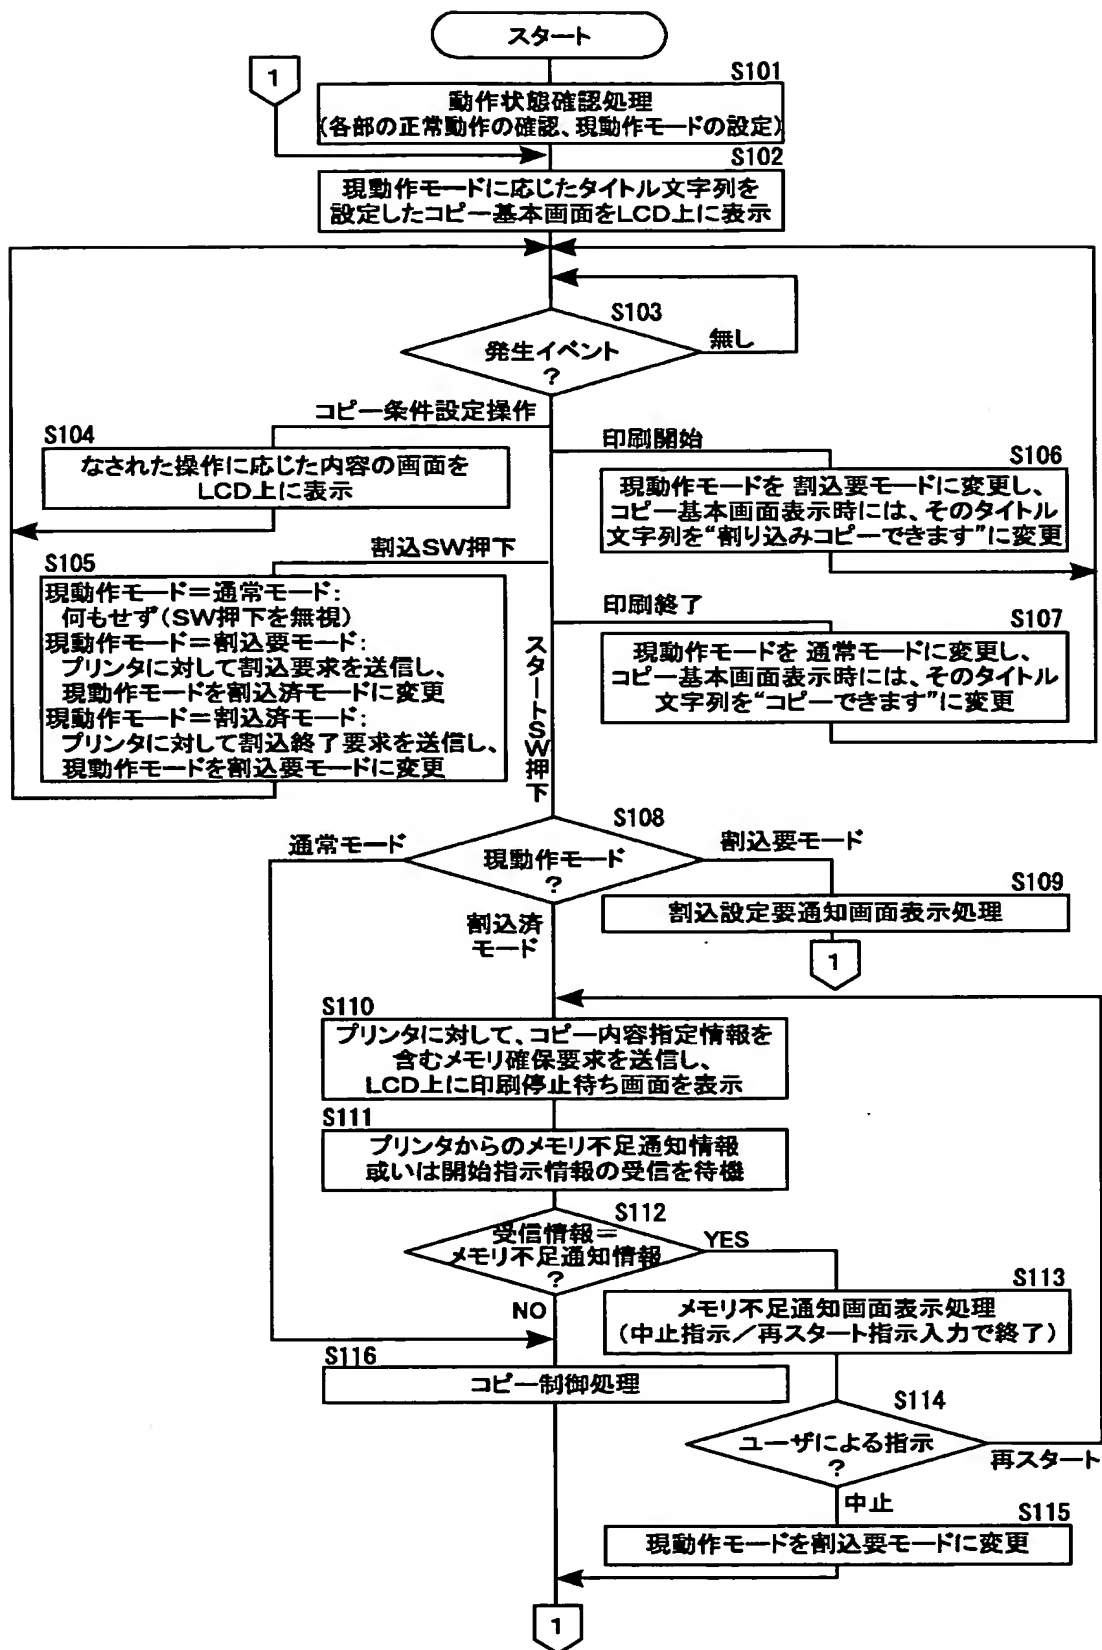 スタート
1
S101
動作状態確認処理
(各部の正常動作の確認、現動作モードの設定)
S102
現動作モードに応じたタイトル文字列を
設定したコピー基本画面をLCD上に表示
S103
発生イベント
?
無し
コピー条件設定操作
S104
なされた操作に応じた内容の画面を
LCD上に表示
印刷開始
S106
現動作モードを 割込要モードに変更し、
コピー基本画面表示時には、そのタイトル
文字列を“割り込みコピーできます”に変更
割込SW押下
S105
現動作モード＝通常モード：
何もせず(SW押下を無視)
現動作モード＝割込要モード：
プリンタに対して割込要求を送信し、
現動作モードを割込済モードに変更
現動作モード＝割込済モード：
プリンタに対して割込終了要求を送信し、
現動作モードを割込要モードに変更
印刷終了
S107
現動作モードを 通常モードに変更し、
コピー基本画面表示時には、そのタイトル
文字列を“コピーできます”に変更
スタートSW押下
S108
現動作モード
?
通常モード
割込要モード
S109
割込設定要通知画面表示処理
1
割込済
モード
S110
プリンタに対して、コピー内容指定情報を
含むメモリ確保要求を送信し、
LCD上に印刷停止待ち画面を表示
S111
プリンタからのメモリ不足通知情報
或いは開始指示情報の受信を待機
S112
受信情報＝
メモリ不足通知情報
?
YES
NO
S113
メモリ不足通知画面表示処理
(中止指示／再スタート指示入力で終了)
S116
コピー制御処理
S114
ユーザによる指示
?
再スタート
中止
S115
現動作モードを割込要モードに変更
1